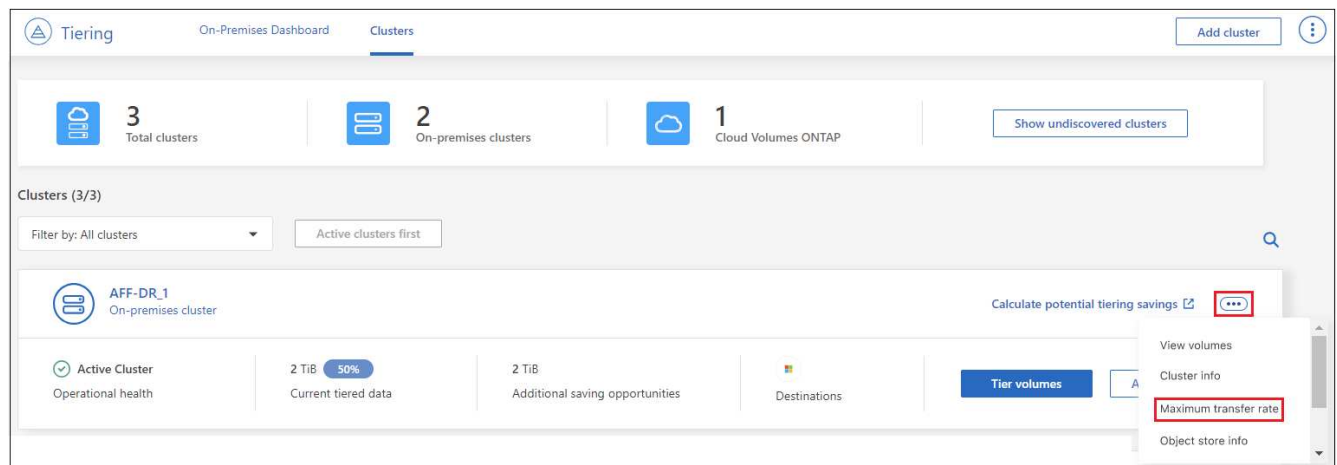 Tiering
On-Premises Dashboard
Clusters
Add cluster
3
Total clusters
2
On-premises clusters
1
Cloud Volumes ONTAP
Show undiscovered clusters
Clusters (3/3)
Filter by: All clusters
Active clusters first
AFF-DR_1
On-premises cluster
Calculate potential tiering savings
Active Cluster
Operational health
2 TiB 50%
Current tiered data
2 TiB
Additional saving opportunities
Destinations
Tier volumes
A
View volumes
Cluster info
Maximum transfer rate
Object store info